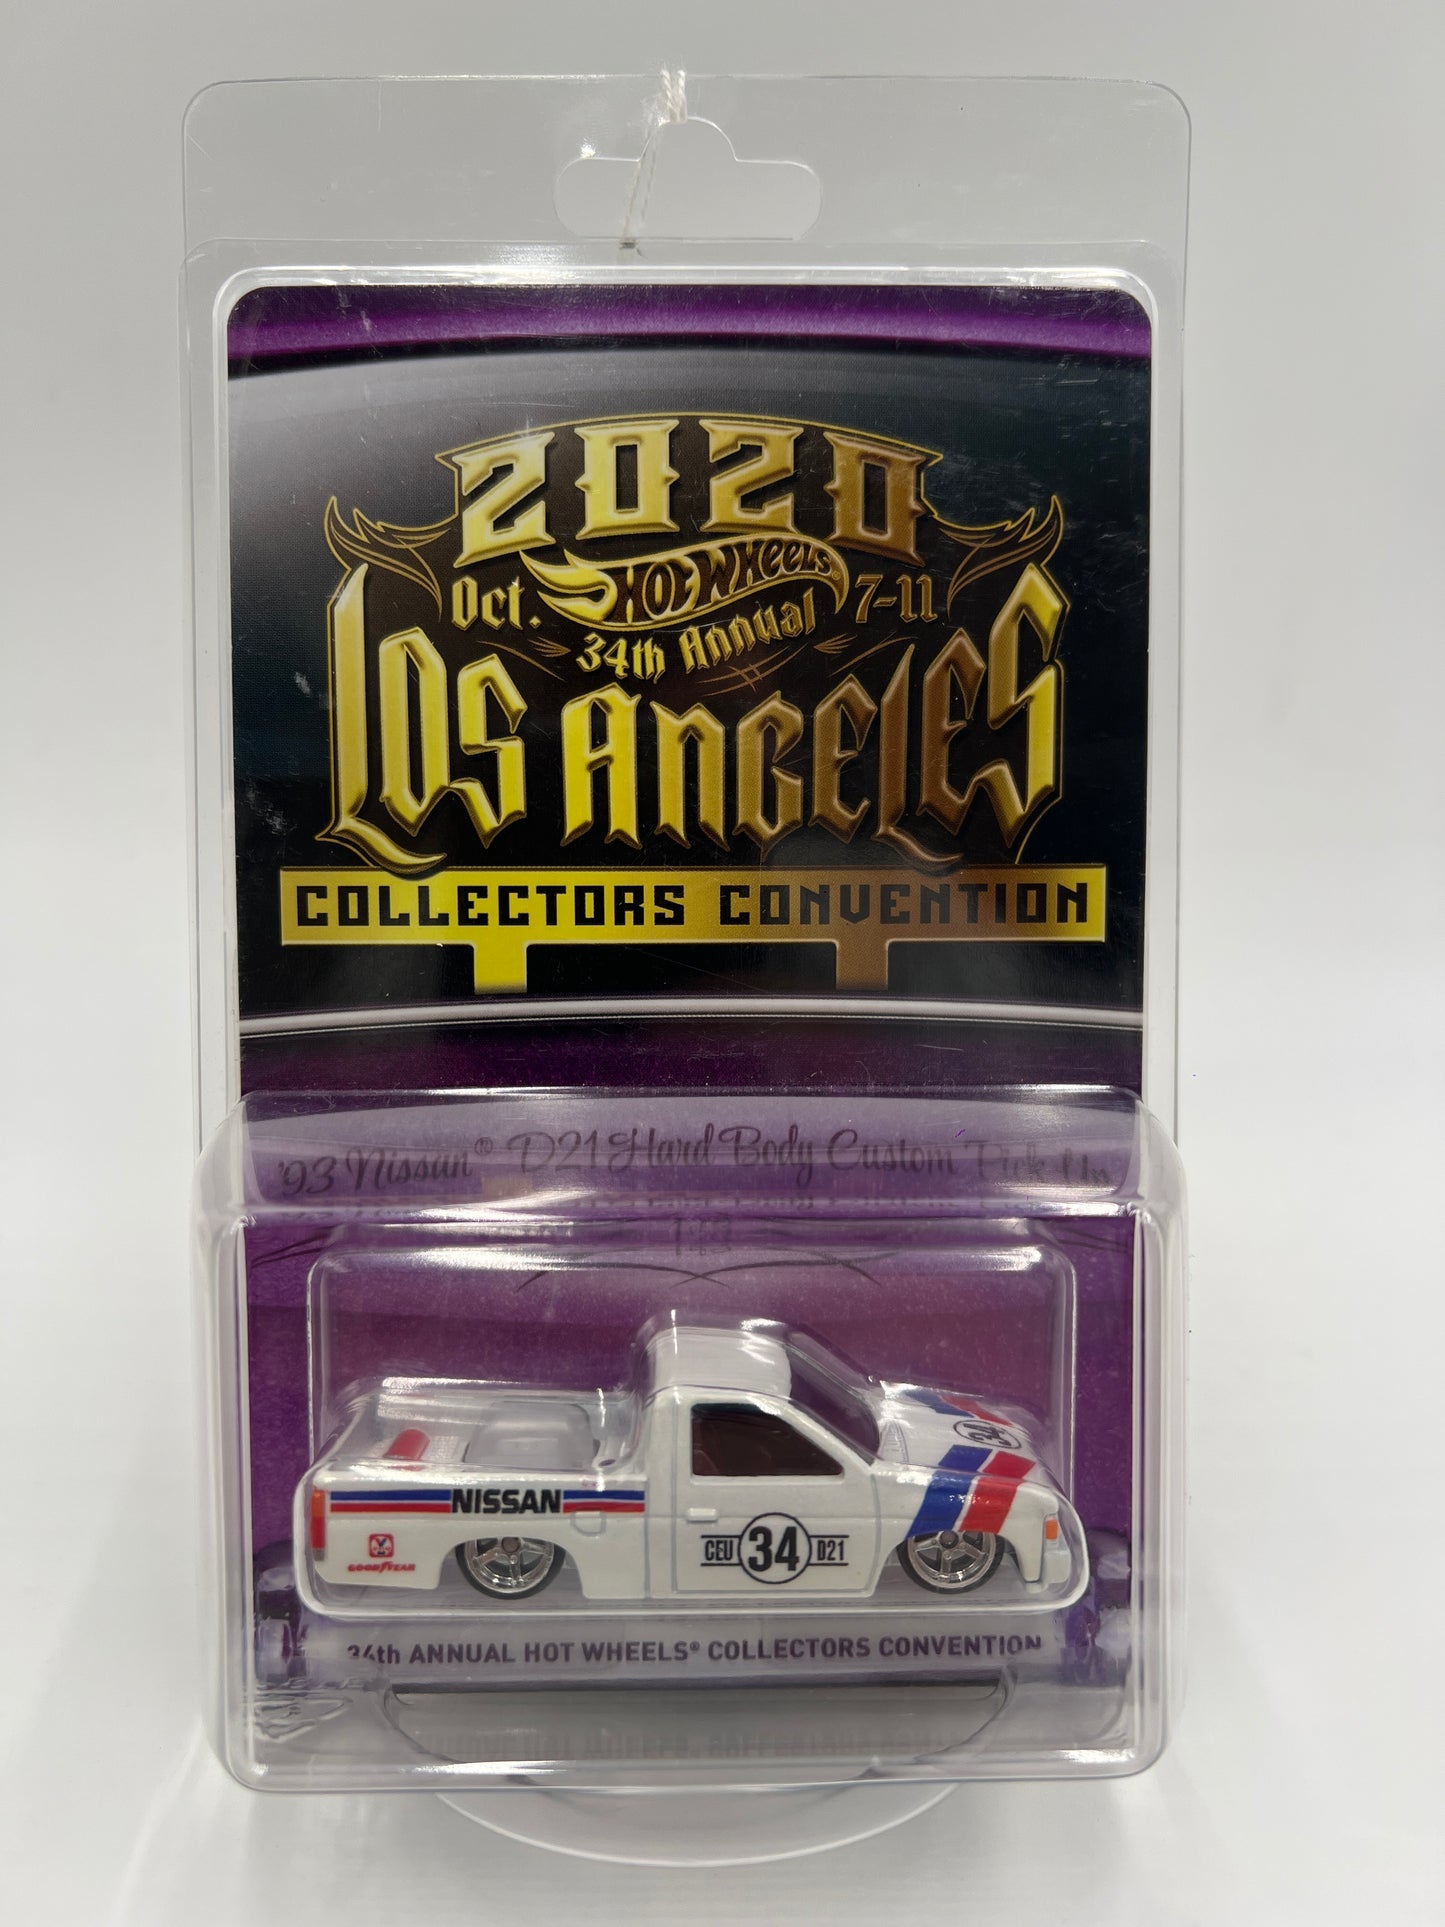 2020
Oct. HOT WHEELS® 7-11
34th Annual
LOS ANGELES
COLLECTORS CONVENTION
'93 Nissan® D21 Hard Body Custom Pick-Up
34
NISSAN
CEU 34 D21
GOODYEAR
34th ANNUAL HOT WHEELS® COLLECTORS CONVENTION